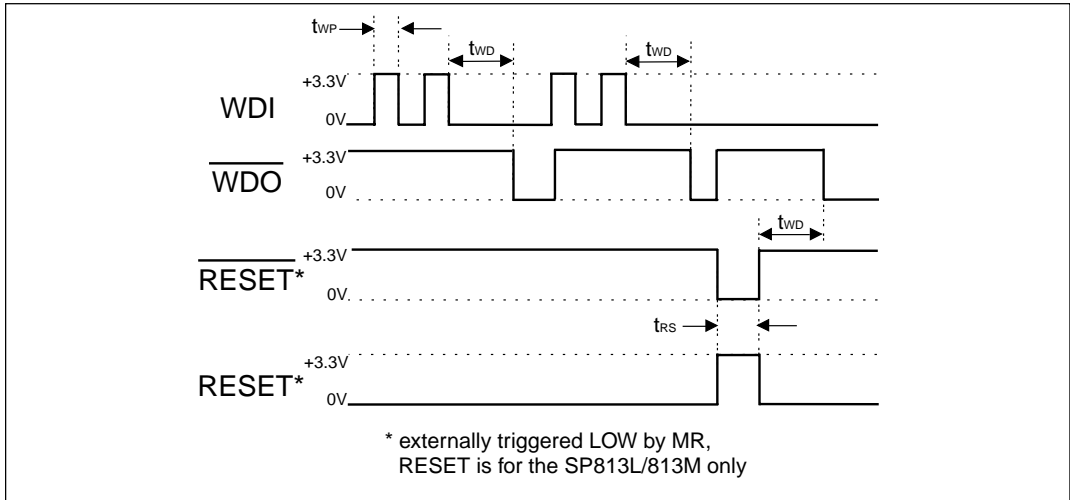 tWP
tWD
tWD
+3.3V
WDI
0V
+3.3V
WDO
0V
tWD
+3.3V
RESET*
0V
tRS
+3.3V
RESET*
0V
* externally triggered LOW by MR,
RESET is for the SP813L/813M only